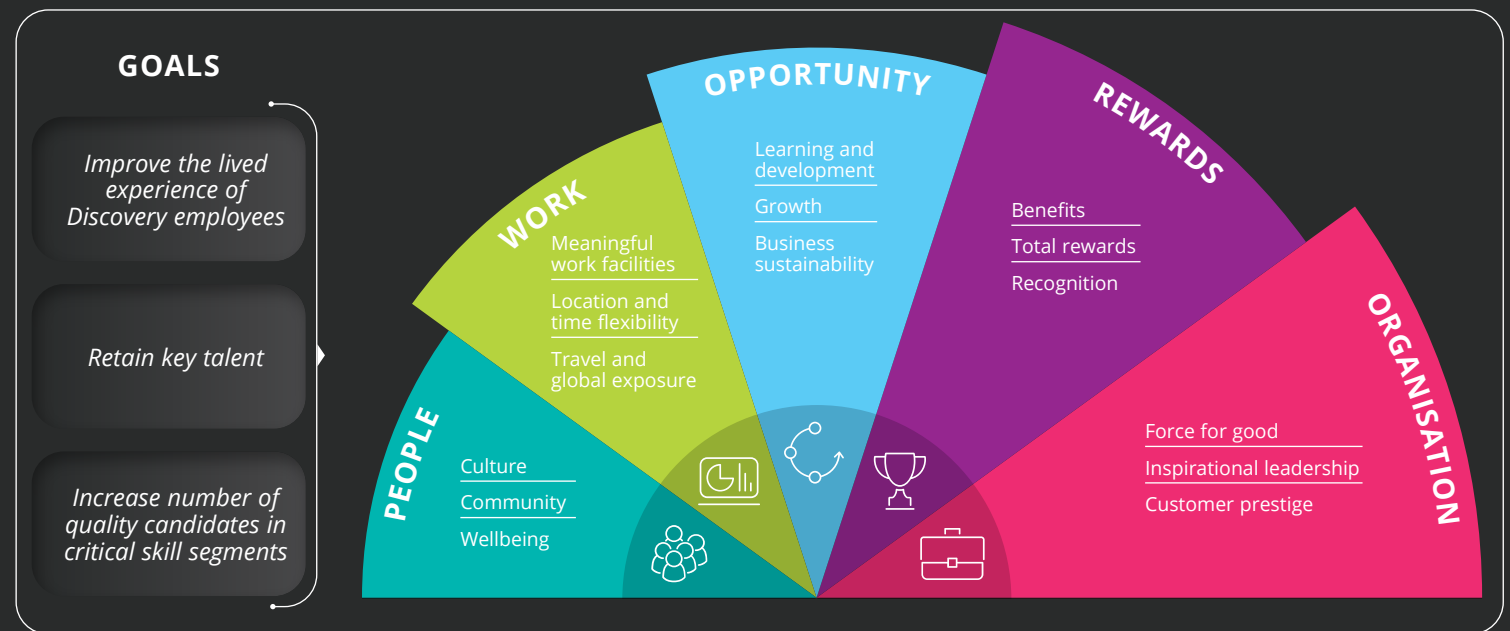 GOALS
Improve the lived
experience of
Discovery employees
Retain key talent
Increase number of
quality candidates in
critical skill segments
PEOPLE
Culture
Community
Wellbeing
WORK
Meaningful
work facilities
Location and
time flexibility
Travel and
global exposure
OPPORTUNITY
Learning and
development
Growth
Business
sustainability
REWARDS
Benefits
Total rewards
Recognition
ORGANISATION
Force for good
Inspirational leadership
Customer prestige